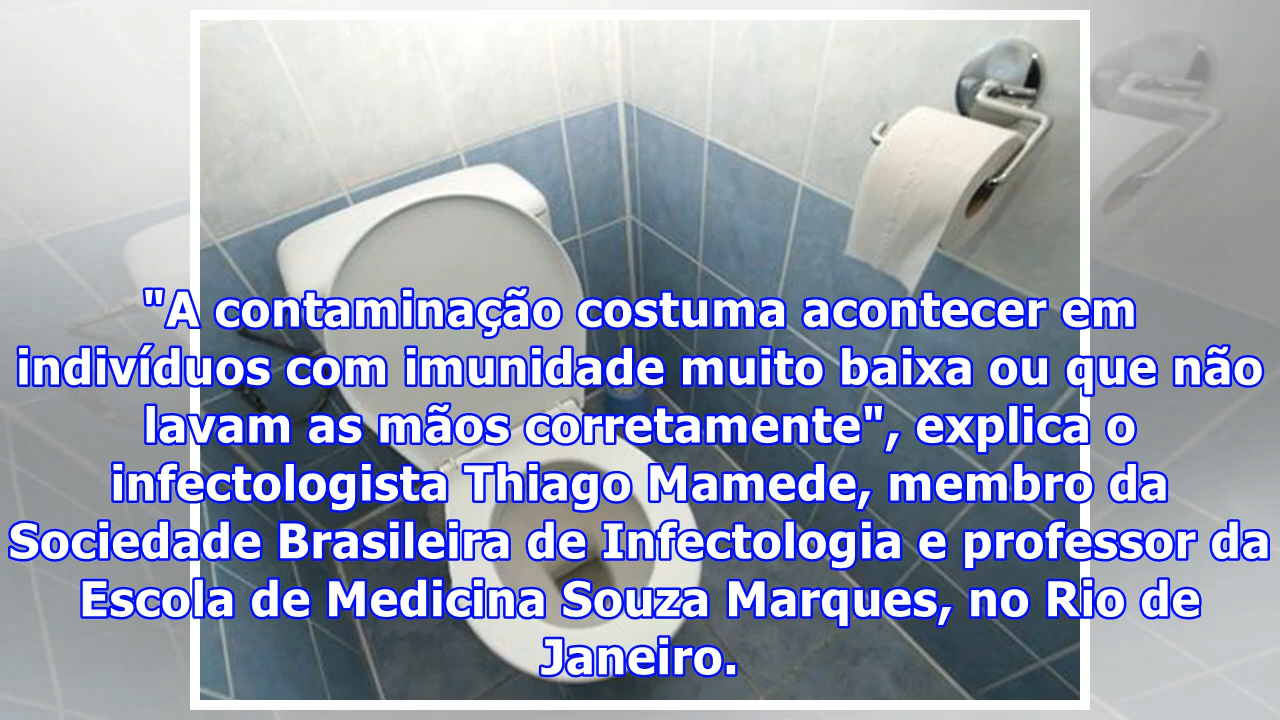 "A contaminação costuma acontecer em
indivíduos com imunidade muito baixa ou que não
lavam as mãos corretamente", explica o
infectologista Thiago Mamede, membro da
Sociedade Brasileira de Infectologia e professor da
Escola de Medicina Souza Marques, no Rio de
Janeiro.